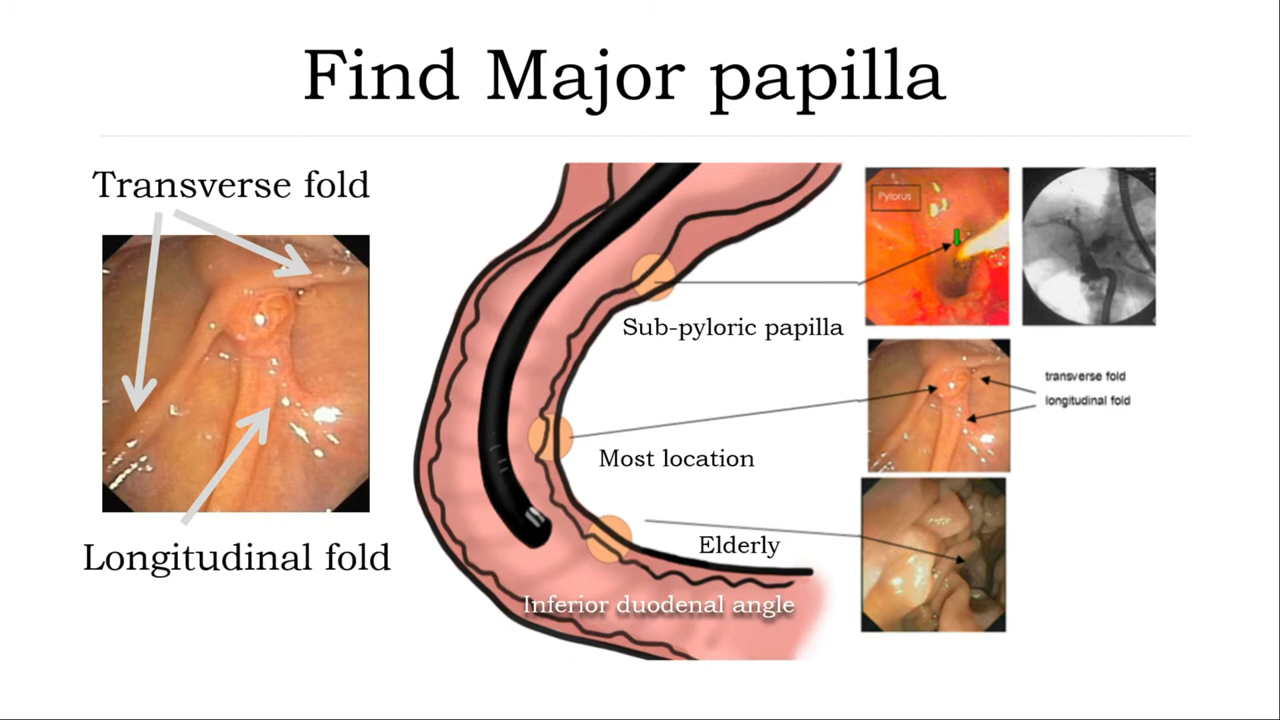 Find Major papilla
Transverse fold
Longitudinal fold
Pylorus
Sub-pyloric papilla
transverse fold
longitudinal fold
Most location
Elderly
Inferior duodenal angle